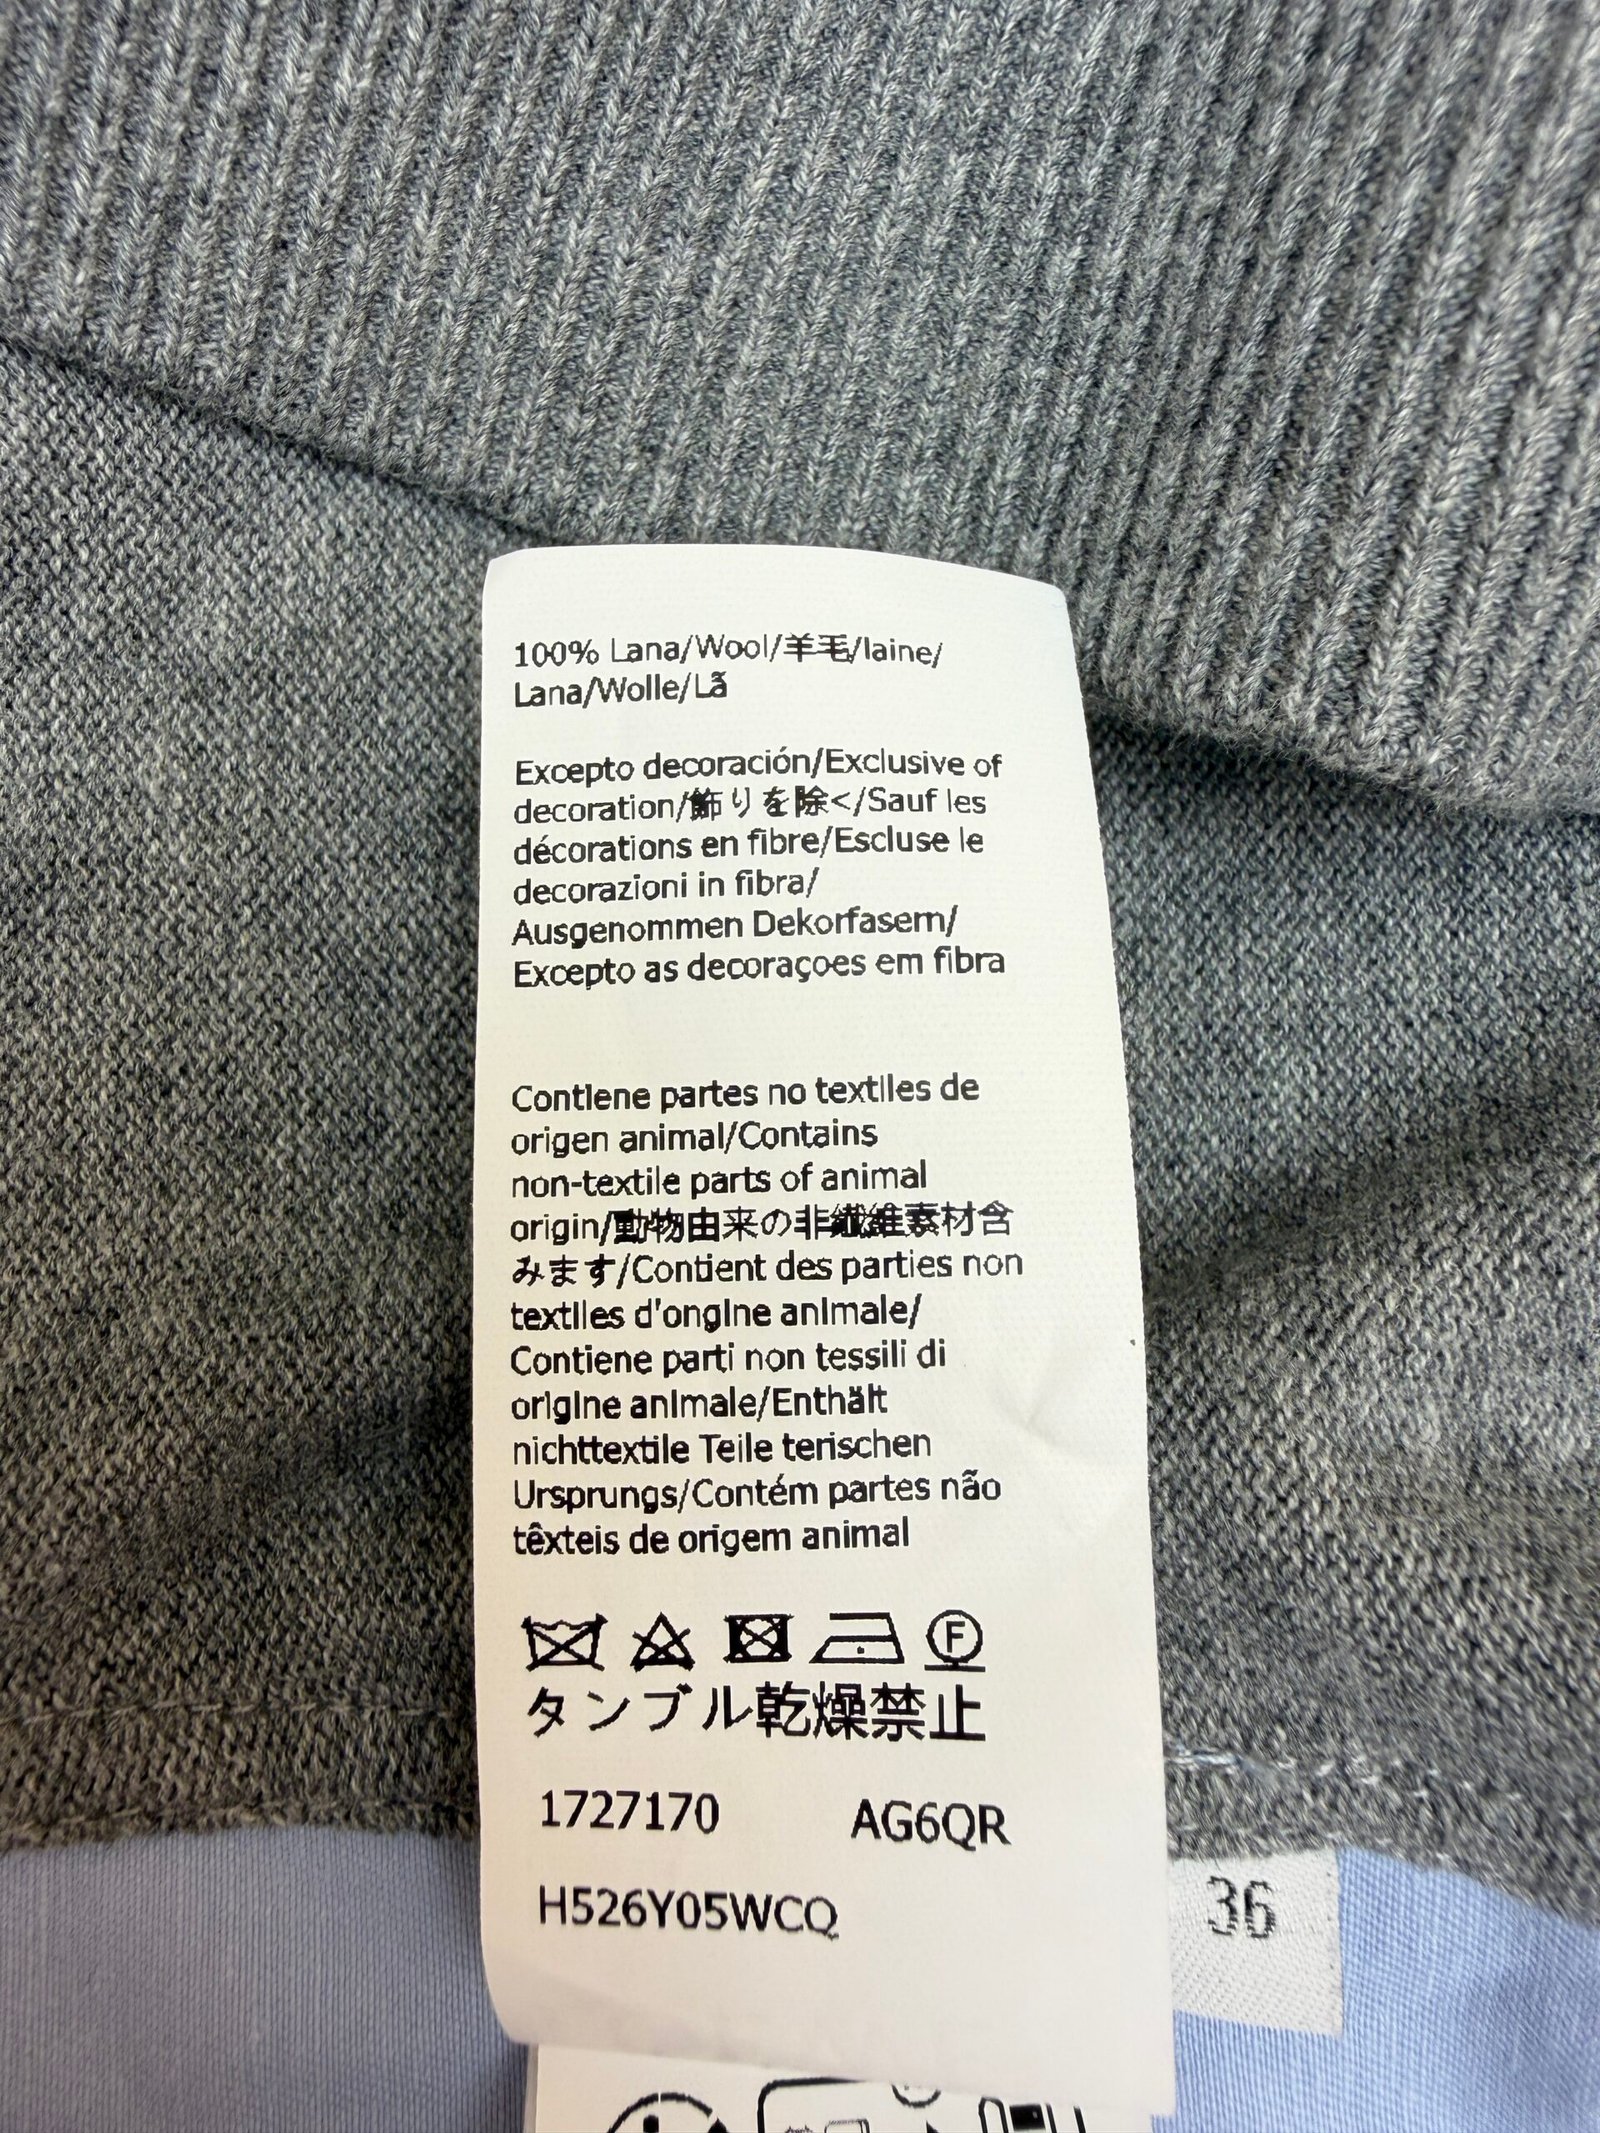 100% Lana/Wool/羊毛/laine/
Lana/Wolle/Lã
Excepto decoración/Exclusive of
decoration/飾りを除く/Sauf les
décorations en fibre/Escluse le
decorazioni in fibra/
Ausgenommen Dekorfasern/
Excepto as decoraçoes em fibra
Contiene partes no textiles de
origen animal/Contains
non-textile parts of animal
origin/動物由来の非繊維素材含
みます/Contient des parties non
textiles d'origine animale/
Contiene parti non tessili di
origine animale/Enthält
nichttextile Teile terischen
Ursprungs/Contém partes não
têxteis de origem animal
F
タンブル乾燥禁止
1727170 AG6QR
H526Y05WCQ
36